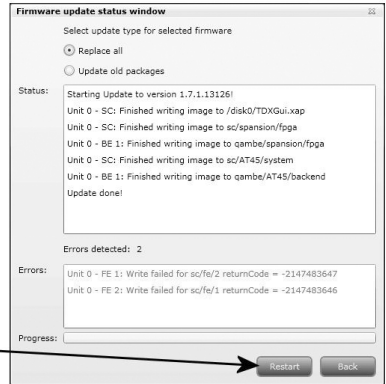 Firmware update status window
Select update type for selected firmware
Replace all
Update old packages
Status:
Starting Update to version 1.7.1.13126!
Unit 0 - SC: Finished writing image to /disk0/TDXGui.xap
Unit 0 - SC: Finished writing image to sc/spansion/fpga
Unit 0 - BE 1: Finished writing image to qambe/spansion/fpga
Unit 0 - SC: Finished writing image to sc/AT45/system
Unit 0 - BE 1: Finished writing image to qambe/AT45/backend
Update done!
Errors detected: 2
Errors:
Unit 0 - FE 1: Write failed for sc/fe/2 returnCode = -2147483647
Unit 0 - FE 2: Write failed for sc/fe/1 returnCode = -2147483646
Progress:
Restart
Back